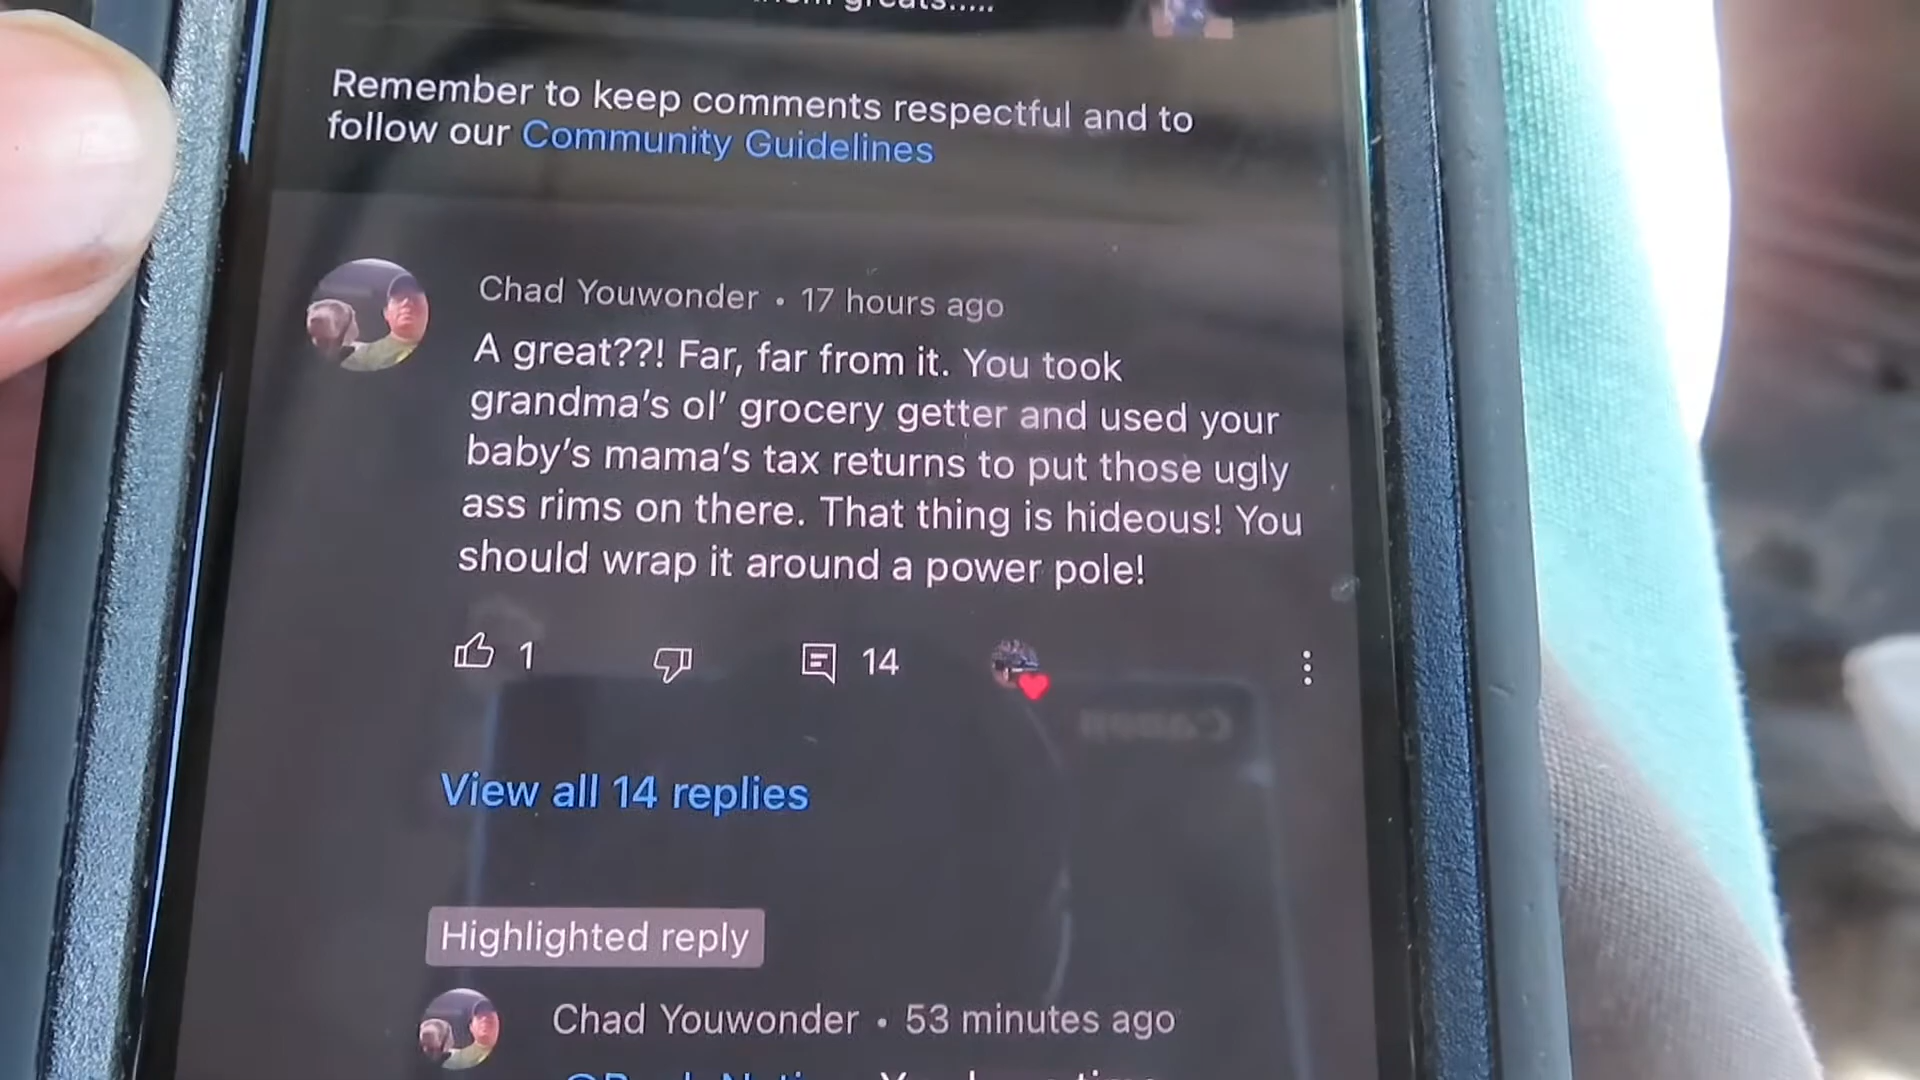 greats.....
Remember to keep comments respectful and to
follow our Community Guidelines
Chad Youwonder • 17 hours ago
A great??! Far, far from it. You took
grandma's ol' grocery getter and used your
baby's mama's tax returns to put those ugly
ass rims on there. That thing is hideous! You
should wrap it around a power pole!
1 14
Canon
View all 14 replies
Highlighted reply
Chad Youwonder • 53 minutes ago